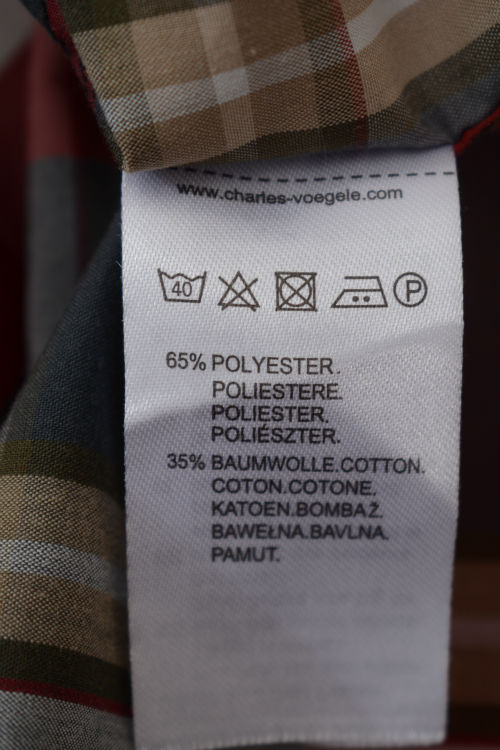 www.charles-voegele.com
40 P
65% POLYESTER.
POLIESTERE.
POLIESTER.
POLIÉSZTER.
35% BAUMWOLLE.COTTON.
COTON.COTONE.
KATOEN.BOMBAŽ.
BAWEŁNA.BAVLNA.
PAMUT.